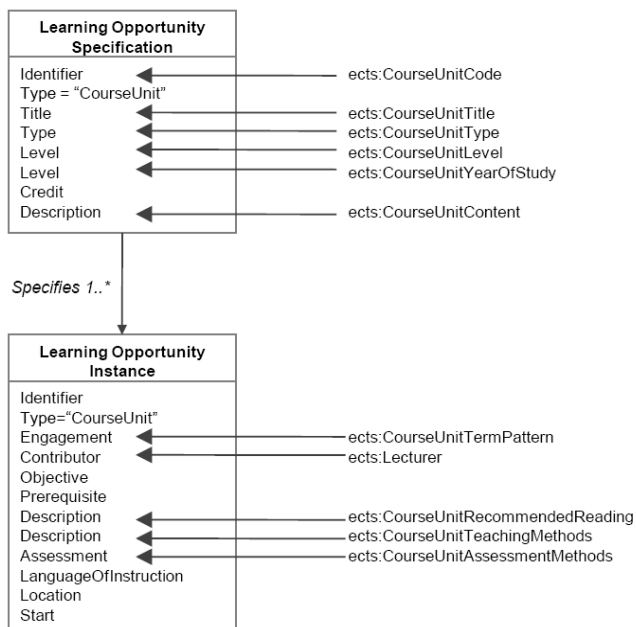 Learning Opportunity
Specification
Identifier ects:CourseUnitCode
Type = “CourseUnit”
Title ects:CourseUnitTitle
Type ects:CourseUnitType
Level ects:CourseUnitLevel
Level ects:CourseUnitYearOfStudy
Credit
Description ects:CourseUnitContent
Specifies 1..*
Learning Opportunity
Instance
Identifier
Type=“CourseUnit”
Engagement ects:CourseUnitTermPattern
Contributor ects:Lecturer
Objective
Prerequisite
Description ects:CourseUnitRecommendedReading
Description ects:CourseUnitTeachingMethods
Assessment ects:CourseUnitAssessmentMethods
LanguageOfInstruction
Location
Start